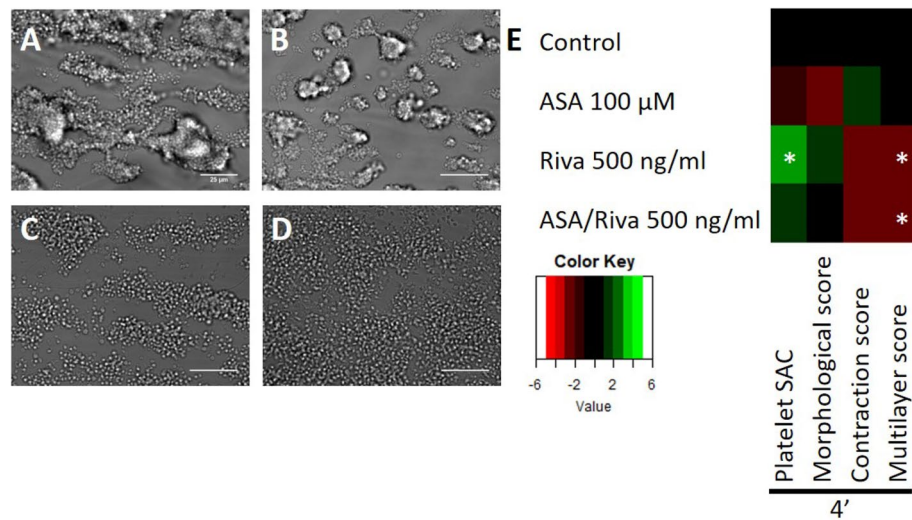 A
B
25 µm
C
D
E
Control
ASA 100 µM
Riva 500 ng/ml
ASA/Riva 500 ng/ml
*
*
*
Color Key
-6
-2
2
6
Value
Platelet SAC
Morphological score
Contraction score
Multilayer score
4’